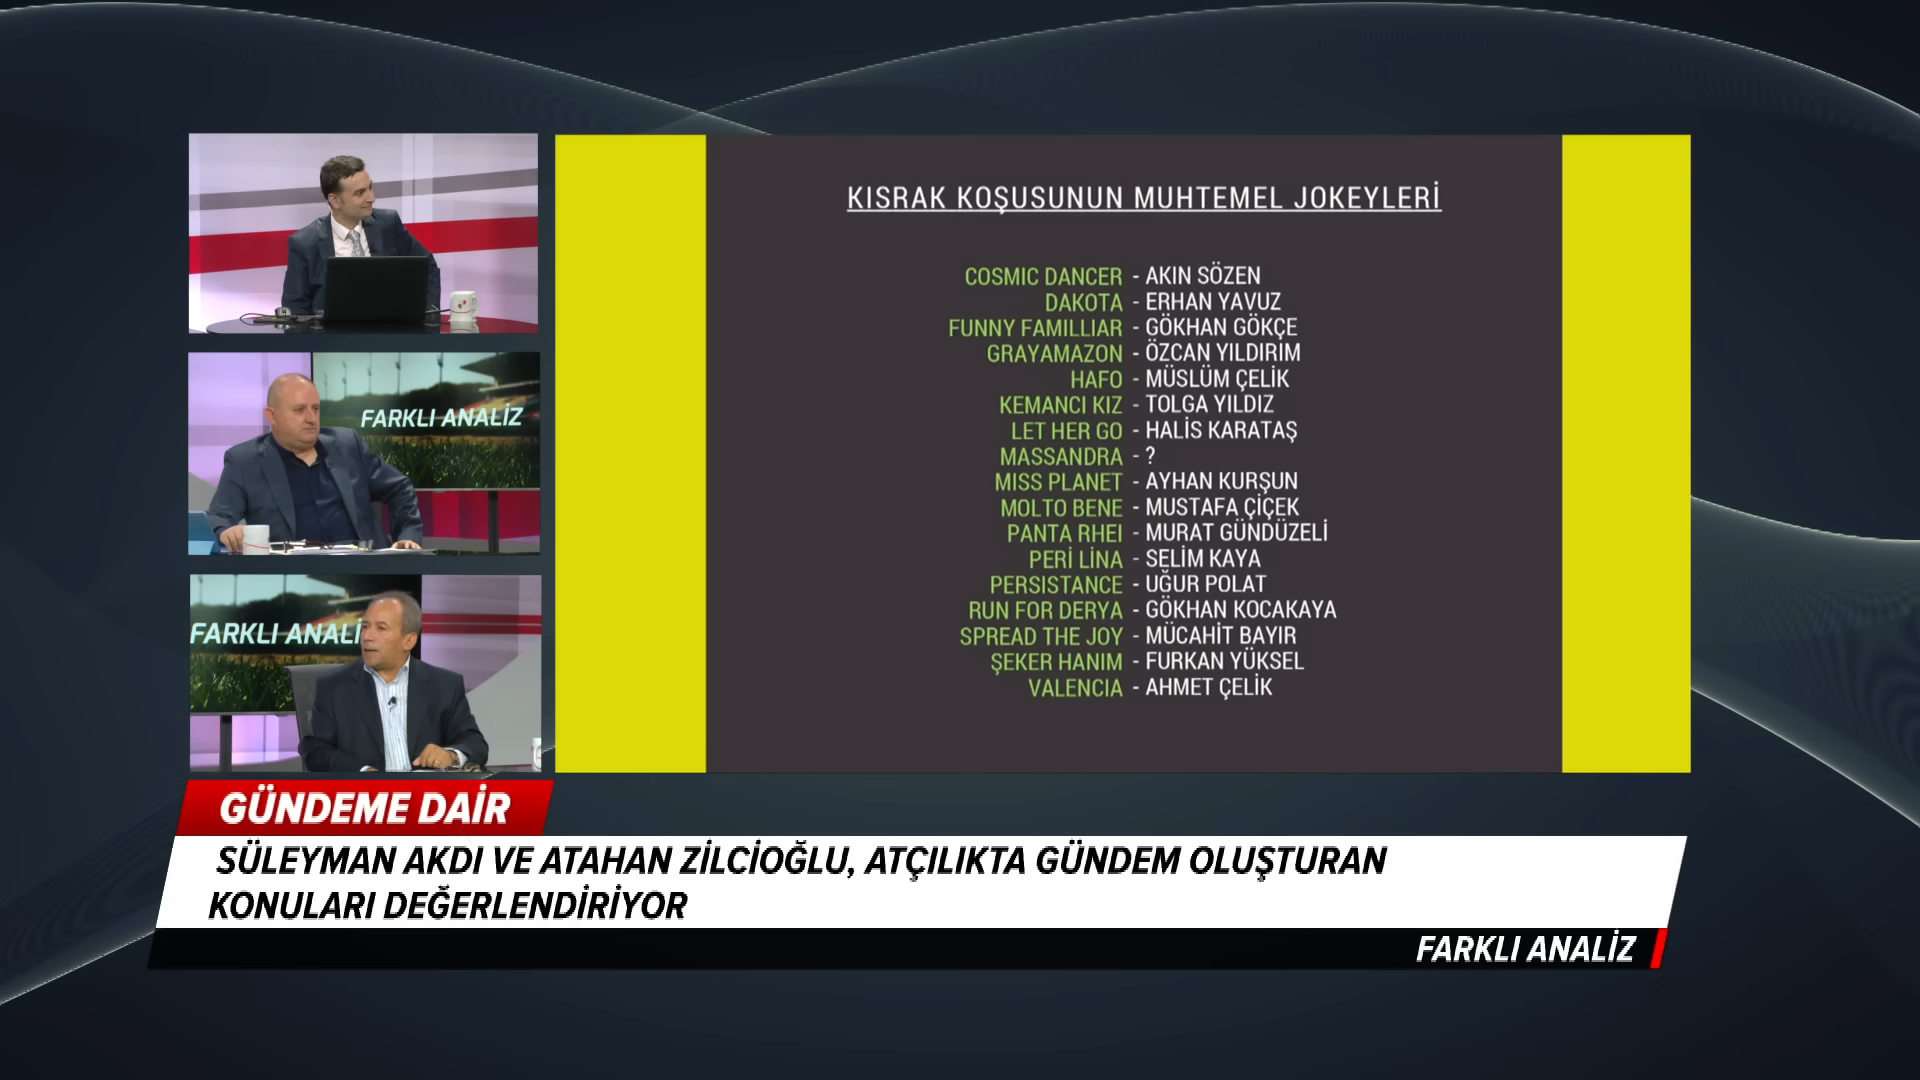 KISRAK KOŞUSUNUN MUHTEMEL JOKEYLERİ
COSMIC DANCER - AKIN SÖZEN
DAKOTA - ERHAN YAVUZ
FUNNY FAMILLIAR - GÖKHAN GÖKÇE
GRAYAMAZON - ÖZCAN YILDIRIM
HAFO - MÜSLÜM ÇELİK
KEMANCI KIZ - TOLGA YILDIZ
LET HER GO - HALİS KARATAŞ
MASSANDRA - ?
MISS PLANET - AYHAN KURŞUN
MOLTO BENE - MUSTAFA ÇİÇEK
PANTA RHEI - MURAT GÜNDÜZELİ
PERİ LİNA - SELİM KAYA
PERSISTANCE - UĞUR POLAT
RUN FOR DERYA - GÖKHAN KOCAKAYA
SPREAD THE JOY - MÜCAHİT BAYIR
ŞEKER HANIM - FURKAN YÜKSEL
VALENCIA - AHMET ÇELİK
FARKLI ANALİZ
FARKLI ANALİ
GÜNDEME DAİR
SÜLEYMAN AKDI VE ATAHAN ZİLCİOĞLU, ATÇILIKTA GÜNDEM OLUŞTURAN
KONULARI DEĞERLENDİRİYOR
FARKLI ANALİZ